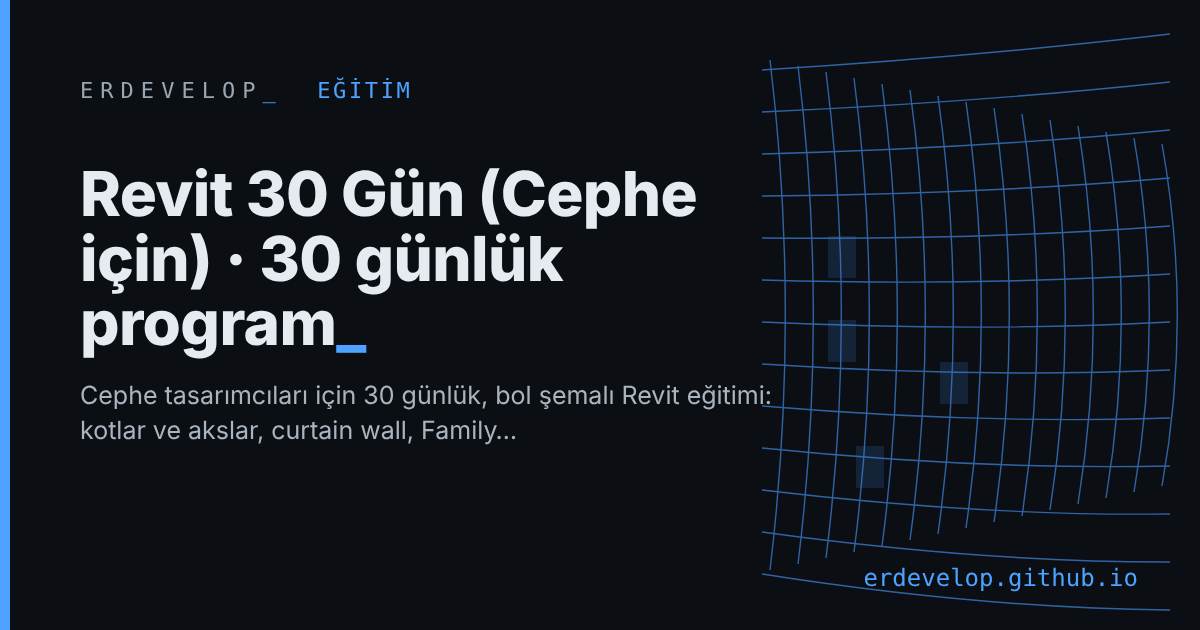 ERDEVELOP_ EĞİTİM
Revit 30 Gün (Cephe
için) · 30 günlük
program_
Cephe tasarımcıları için 30 günlük, bol şemalı Revit eğitimi:
kotlar ve akslar, curtain wall, Family…
erdevelop.github.io